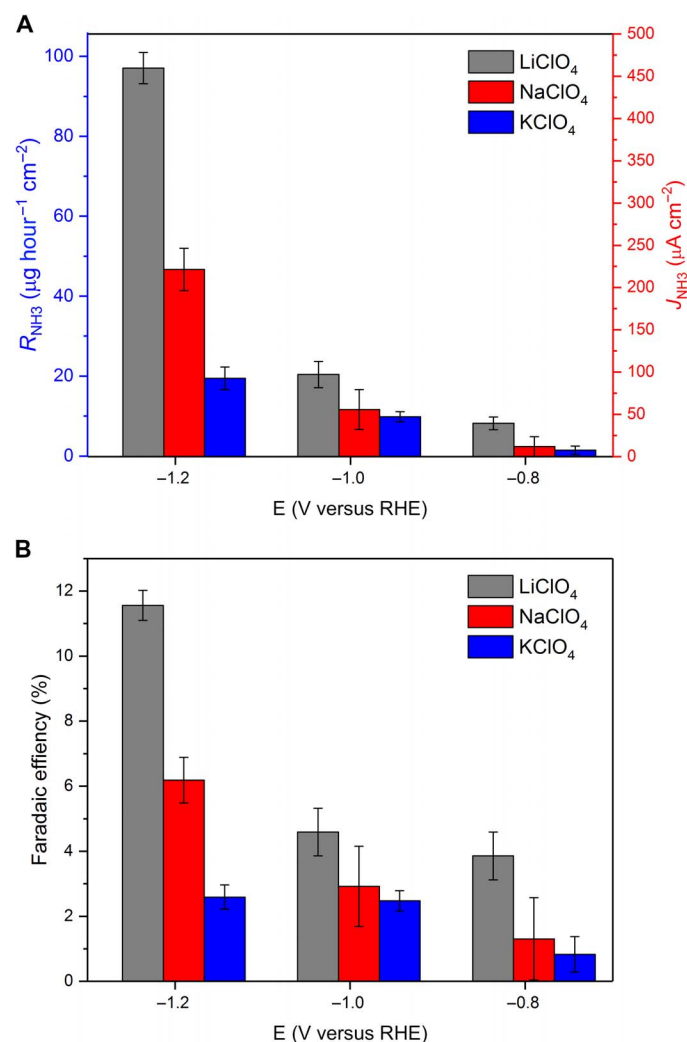 A
R_NH3 (μg hour⁻¹ cm⁻²)
100
80
60
40
20
0
LiClO₄
NaClO₄
KClO₄
500
450
400
350
300
250
200
150
100
50
0
J_NH3 (μA cm⁻²)
–1.2 –1.0 –0.8
E (V versus RHE)
B
Faradaic effiency (%)
12
10
8
6
4
2
0
LiClO₄
NaClO₄
KClO₄
–1.2 –1.0 –0.8
E (V versus RHE)